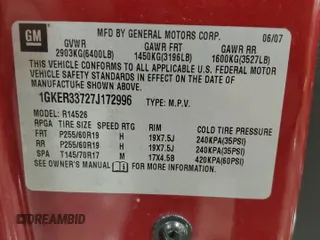 GM
MFD BY GENERAL MOTORS CORP. 06/07
GVWR GAWR FRT GAWR RR
2903KG(6400LB) 1450KG(3196LB) 1600KG(3527LB)
THIS VEHICLE CONFORMS TO ALL APPLICABLE U.S. FEDERAL MOTOR
VEHICLE SAFETY STANDARDS IN EFFECT ON THE DATE OF
MANUFACTURE SHOWN ABOVE.
1GKER33727J172996 TYPE: M.P.V.
MODEL: R14526
RPGA TIRE SIZE SPEED RTG RIM COLD TIRE PRESSURE
FRT P255/60R19 H 19X7.5J 240KPA(35PSI)
RR P255/60R19 H 19X7.5J 240KPA(35PSI)
SPA T145/70R17 M 17X4.5B 420KPA(60PSI)
SEE OWNER'S MANUAL FOR MORE INFORMATION.
© DREAMBID